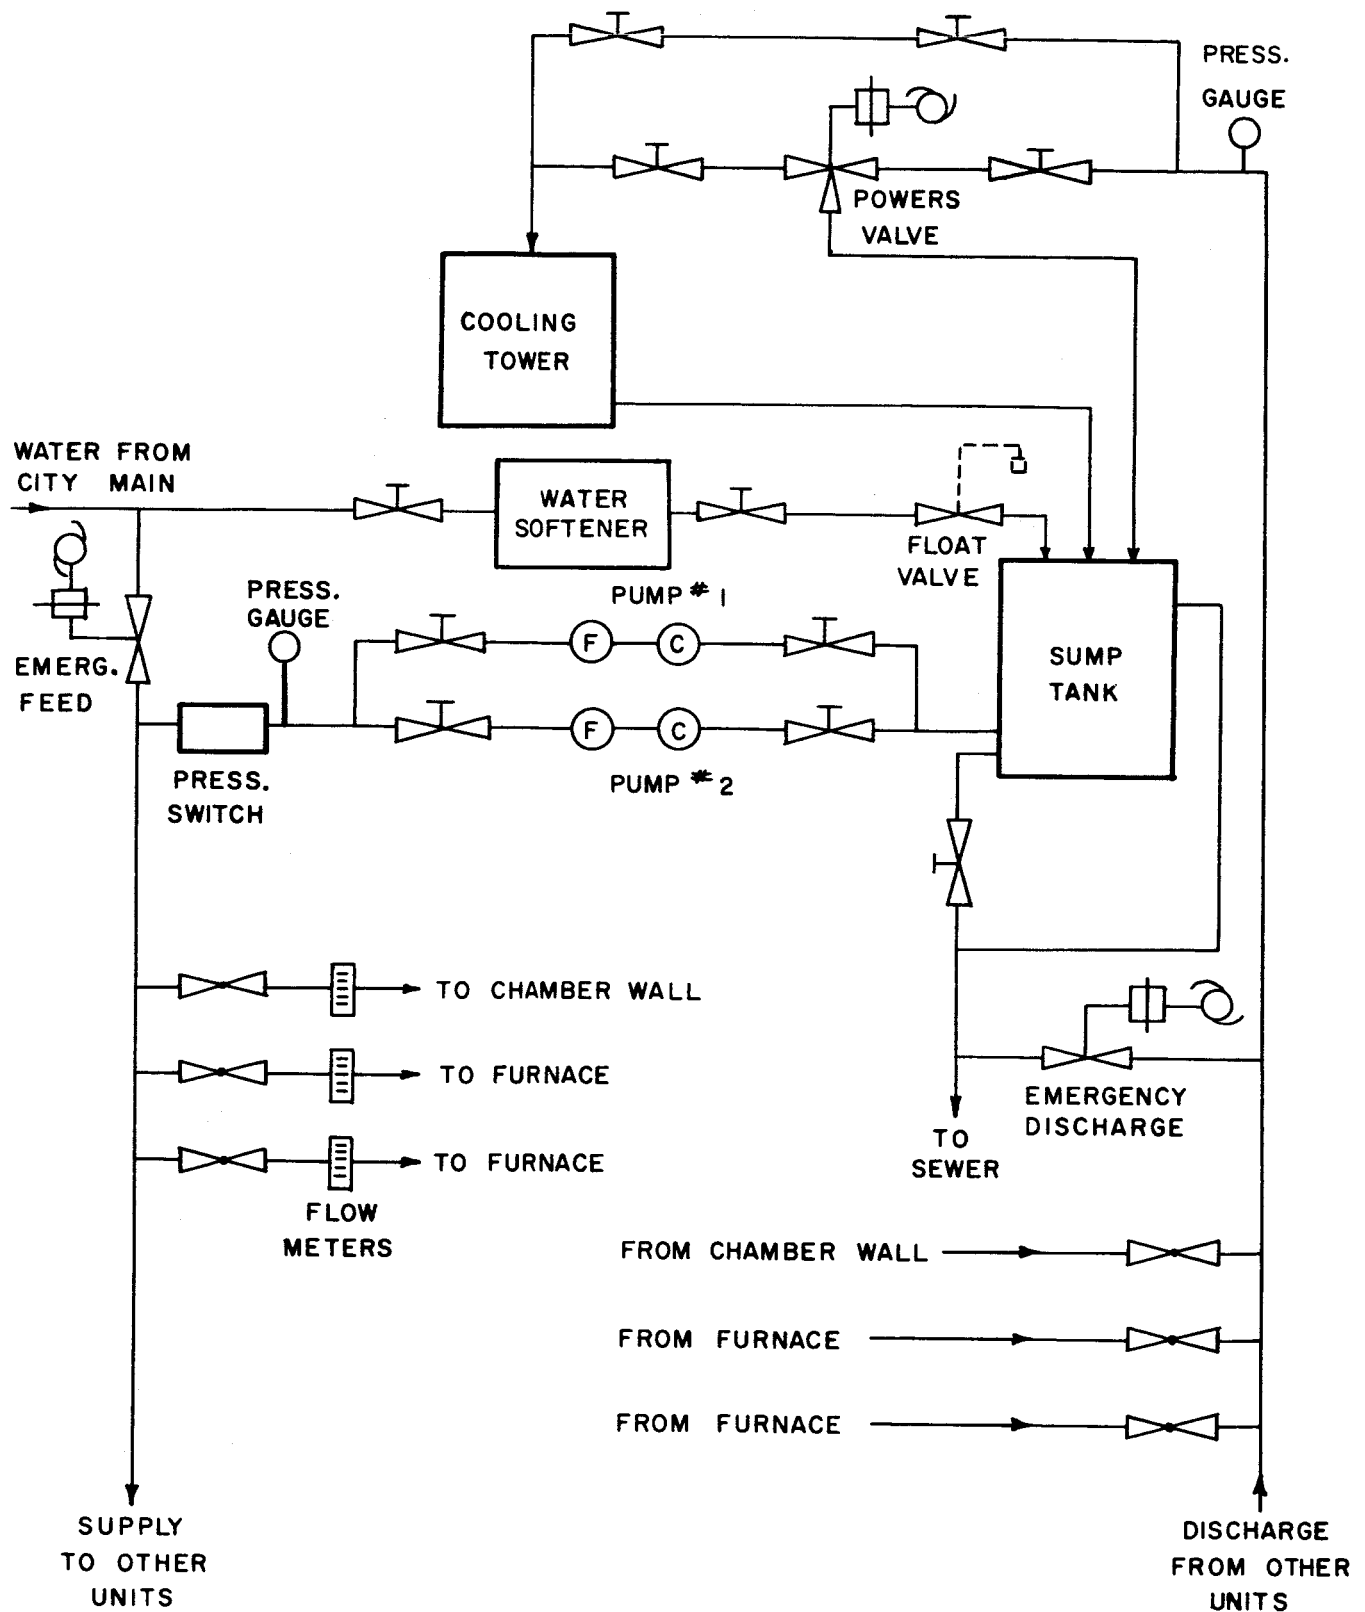 PRESS.
GAUGE
POWERS
VALVE
COOLING
TOWER
WATER FROM
CITY MAIN
WATER
SOFTENER
FLOAT
VALVE
PRESS.
GAUGE
PUMP #1
EMERG.
FEED
F
C
SUMP
TANK
F
C
PRESS.
SWITCH
PUMP #2
TO CHAMBER WALL
TO FURNACE
TO FURNACE
FLOW
METERS
EMERGENCY
DISCHARGE
TO
SEWER
FROM CHAMBER WALL
FROM FURNACE
FROM FURNACE
SUPPLY
TO OTHER
UNITS
DISCHARGE
FROM OTHER
UNITS